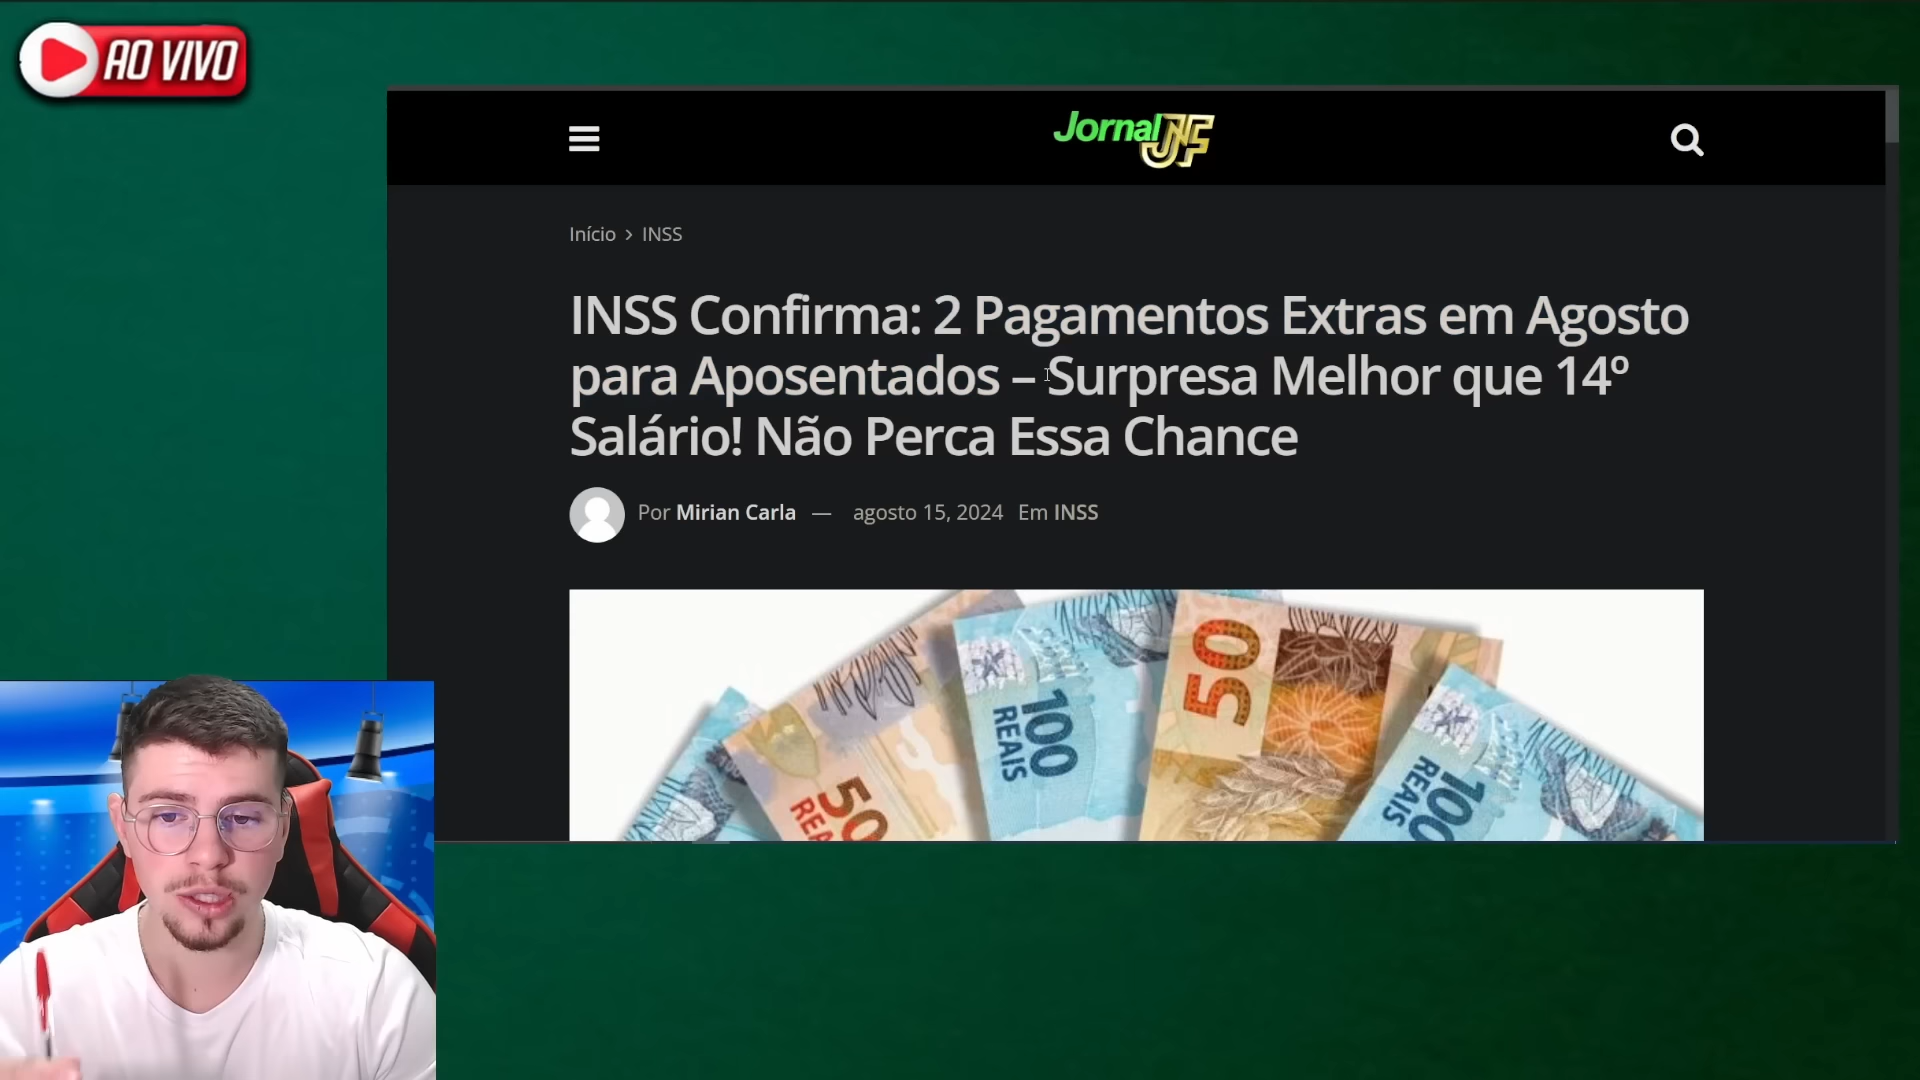 AO VIVO
Jornal JNF
Início > INSS
INSS Confirma: 2 Pagamentos Extras em Agosto
para Aposentados – Surpresa Melhor que 14º
Salário! Não Perca Essa Chance
Por Mirian Carla — agosto 15, 2024 Em INSS
50
100
REAIS
50
100
REAIS